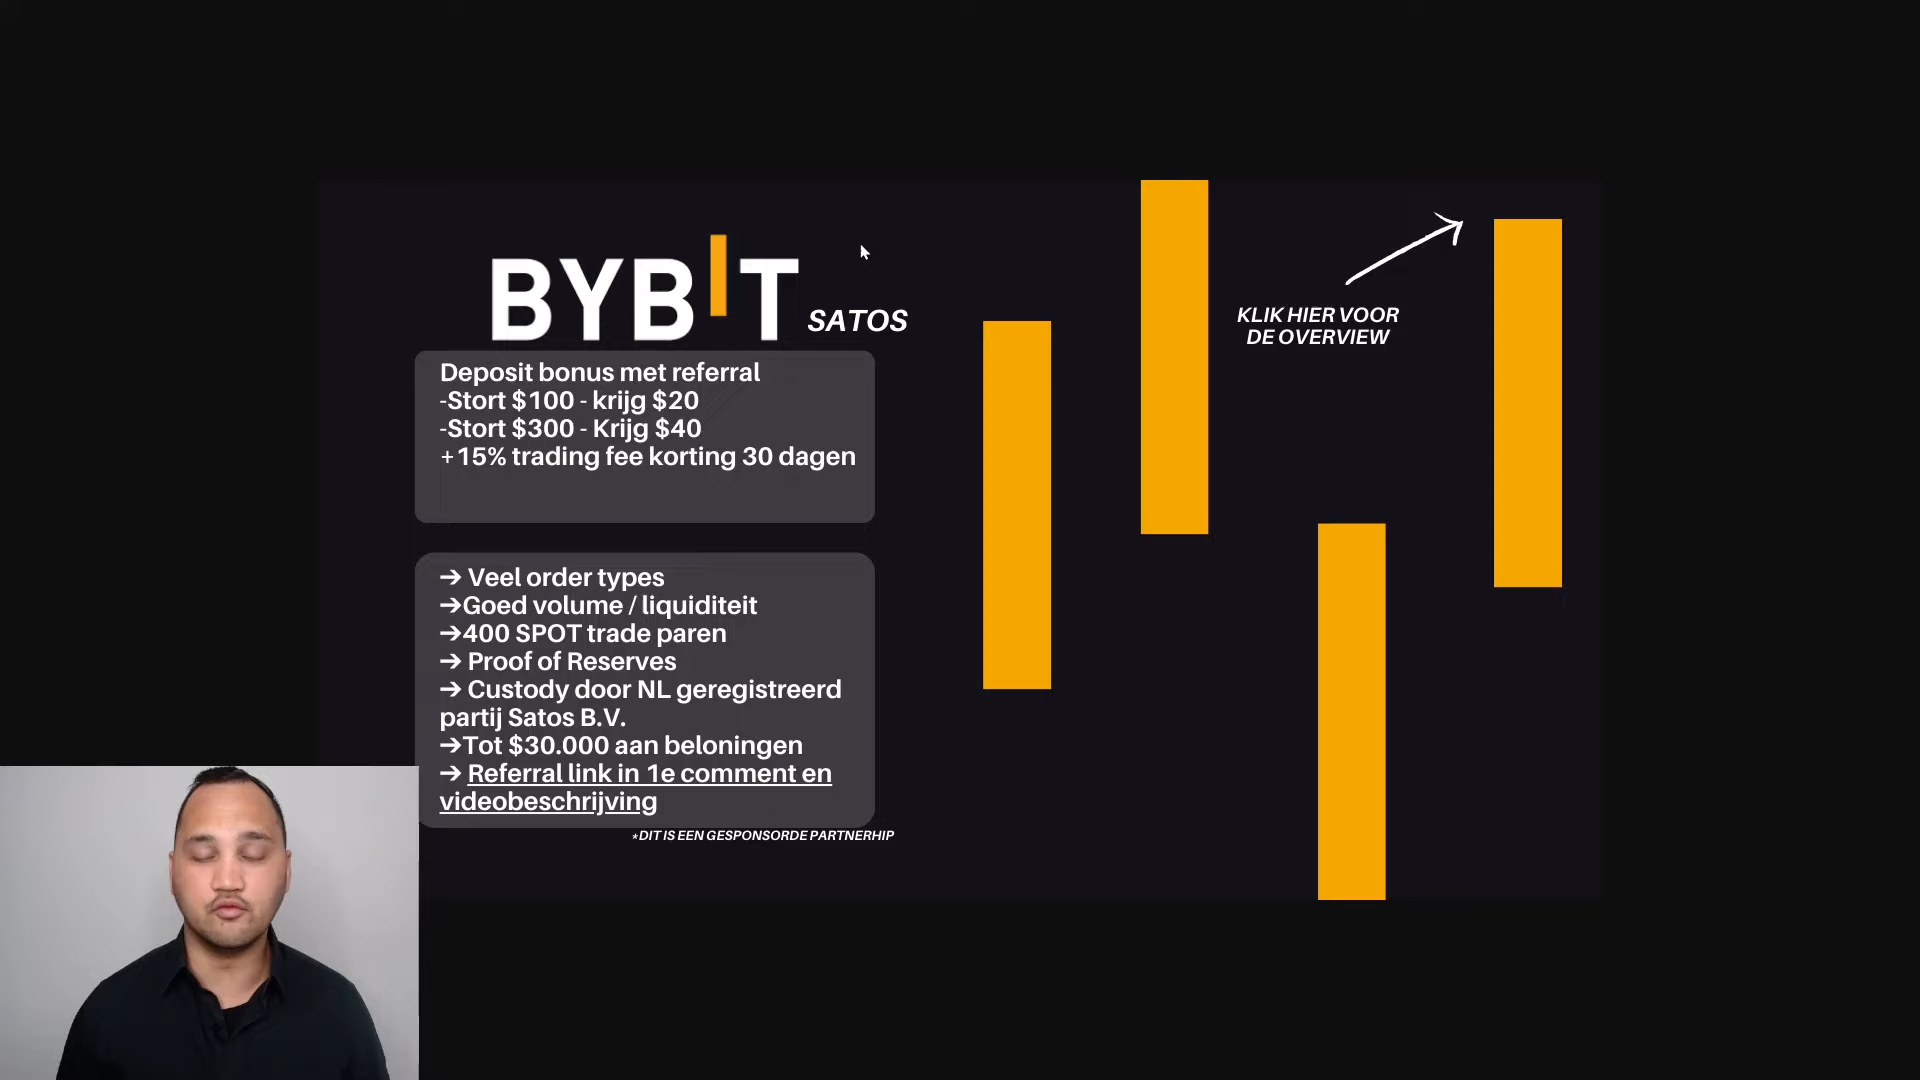 BYBIT SATOS
KLIK HIER VOOR
DE OVERVIEW
Deposit bonus met referral
-Stort $100 - krijg $20
-Stort $300 - Krijg $40
+15% trading fee korting 30 dagen
→ Veel order types
→Goed volume / liquiditeit
→400 SPOT trade paren
→ Proof of Reserves
→ Custody door NL geregistreerd
partij Satos B.V.
→Tot $30.000 aan beloningen
→ Referral link in 1e comment en
videobeschrijving
*DIT IS EEN GESPONSORDE PARTNERHIP